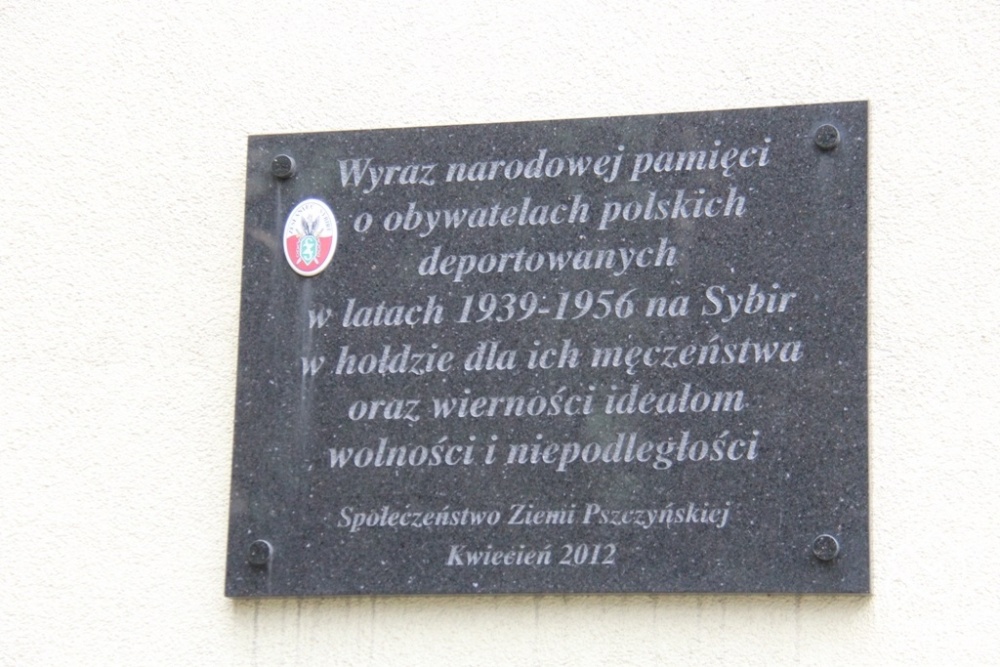 Wyraz narodowej pamięci
o obywatelach polskich
deportowanych
w latach 1939-1956 na Sybir
w hołdzie dla ich męczeństwa
oraz wierności ideałom
wolności i niepodległości
Społeczeństwo Ziemi Pszczyńskiej
Kwiecień 2012